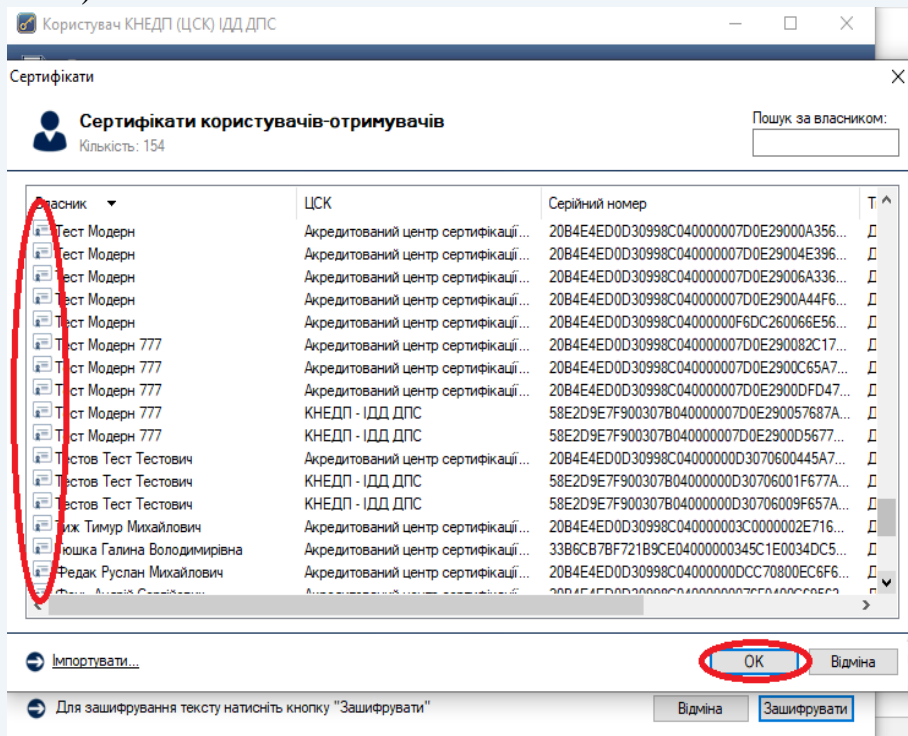 Користувач КНЕДП (ЦСК) ІДД ДПС
Сертифікати
Сертифікати користувачів-отримувачів
Кількість: 154
Пошук за власником:
Власник ЦСК Серійний номер
Тест Модерн Акредитований центр сертифікації... 20B4E4ED0D30998C040000007D0E29000A356...
Тест Модерн Акредитований центр сертифікації... 20B4E4ED0D30998C040000007D0E29004E396...
Тест Модерн Акредитований центр сертифікації... 20B4E4ED0D30998C040000007D0E29006A336...
Тест Модерн Акредитований центр сертифікації... 20B4E4ED0D30998C040000007D0E2900A44F6...
Тест Модерн Акредитований центр сертифікації... 20B4E4ED0D30998C04000000F6DC260066E56...
Тест Модерн 777 Акредитований центр сертифікації... 20B4E4ED0D30998C040000007D0E290082C17...
Тест Модерн 777 Акредитований центр сертифікації... 20B4E4ED0D30998C040000007D0E2900C65A7...
Тест Модерн 777 Акредитований центр сертифікації... 20B4E4ED0D30998C040000007D0E2900DFD47...
Тест Модерн 777 КНЕДП - ІДД ДПС 58E2D9E7F900307B040000007D0E290057687A...
Тест Модерн 777 КНЕДП - ІДД ДПС 58E2D9E7F900307B040000007D0E2900D5677...
Тестов Тест Тестович Акредитований центр сертифікації... 20B4E4ED0D30998C04000000D3070600445A7...
Тестов Тест Тестович КНЕДП - ІДД ДПС 58E2D9E7F900307B04000000D30706001F677A...
Тестов Тест Тестович КНЕДП - ІДД ДПС 58E2D9E7F900307B04000000D30706009F657A...
Тимур Михайлович Акредитований центр сертифікації... 20B4E4ED0D30998C040000003C0000002E716...
Галина Володимирівна Акредитований центр сертифікації... 33B6CB7BF721B9CE04000000345C1E0034DC5...
Федак Руслан Михайлович Акредитований центр сертифікації... 20B4E4ED0D30998C04000000DCC70800EC6F6...
Імпортувати...
OK Відміна
Для зашифрування тексту натисніть кнопку "Зашифрувати"
Відміна Зашифрувати